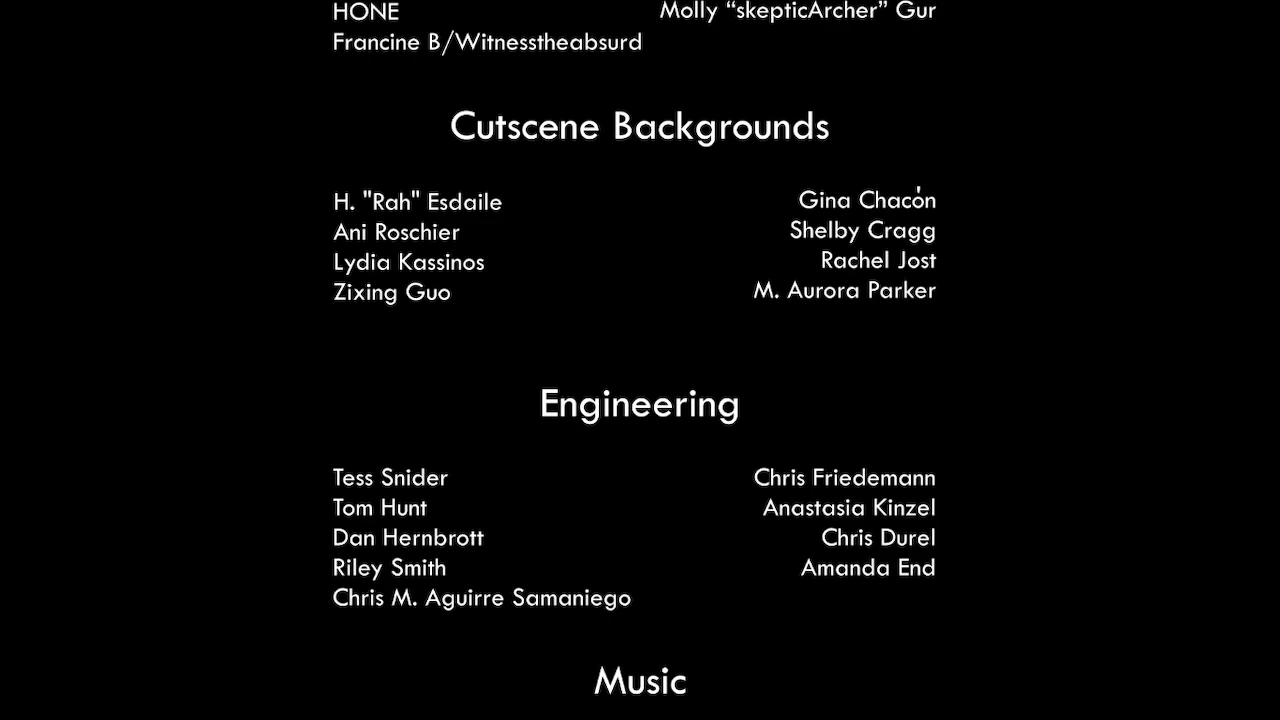 HONE
Francine B/Witnesstheabsurd
Molly “skepticArcher” Gur
Cutscene Backgrounds
H. "Rah" Esdaile
Ani Roschier
Lydia Kassinos
Zixing Guo
Gina Chacón
Shelby Cragg
Rachel Jost
M. Aurora Parker
Engineering
Tess Snider
Tom Hunt
Dan Hernbrott
Riley Smith
Chris M. Aguirre Samaniego
Chris Friedemann
Anastasia Kinzel
Chris Durel
Amanda End
Music